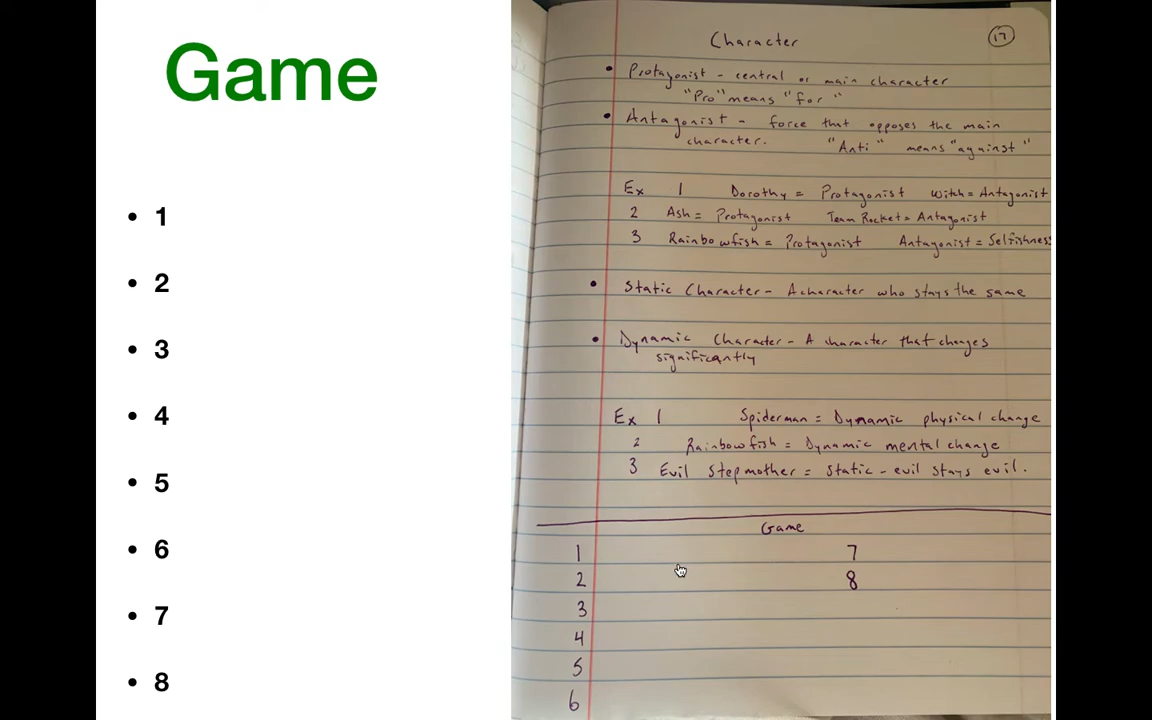 Game
• 1
• 2
• 3
• 4
• 5
• 6
• 7
• 8
Character
17
• Protagonist - central or main character
"Pro" means "for"
• Antagonist - force that opposes the main
character. "Anti" means "against"
Ex 1 Dorothy = Protagonist Witch = Antagonist
2 Ash = Protagonist Team Rocket = Antagonist
3 Rainbowfish = Protagonist Antagonist = Selfishness
• Static Character - A character who stays the same
• Dynamic Character - A character that changes
significantly
Ex 1 Spiderman = Dynamic physical change
2 Rainbowfish = Dynamic mental change
3 Evil Stepmother = Static - evil stays evil.
Game
1 7
2 8
3
4
5
6